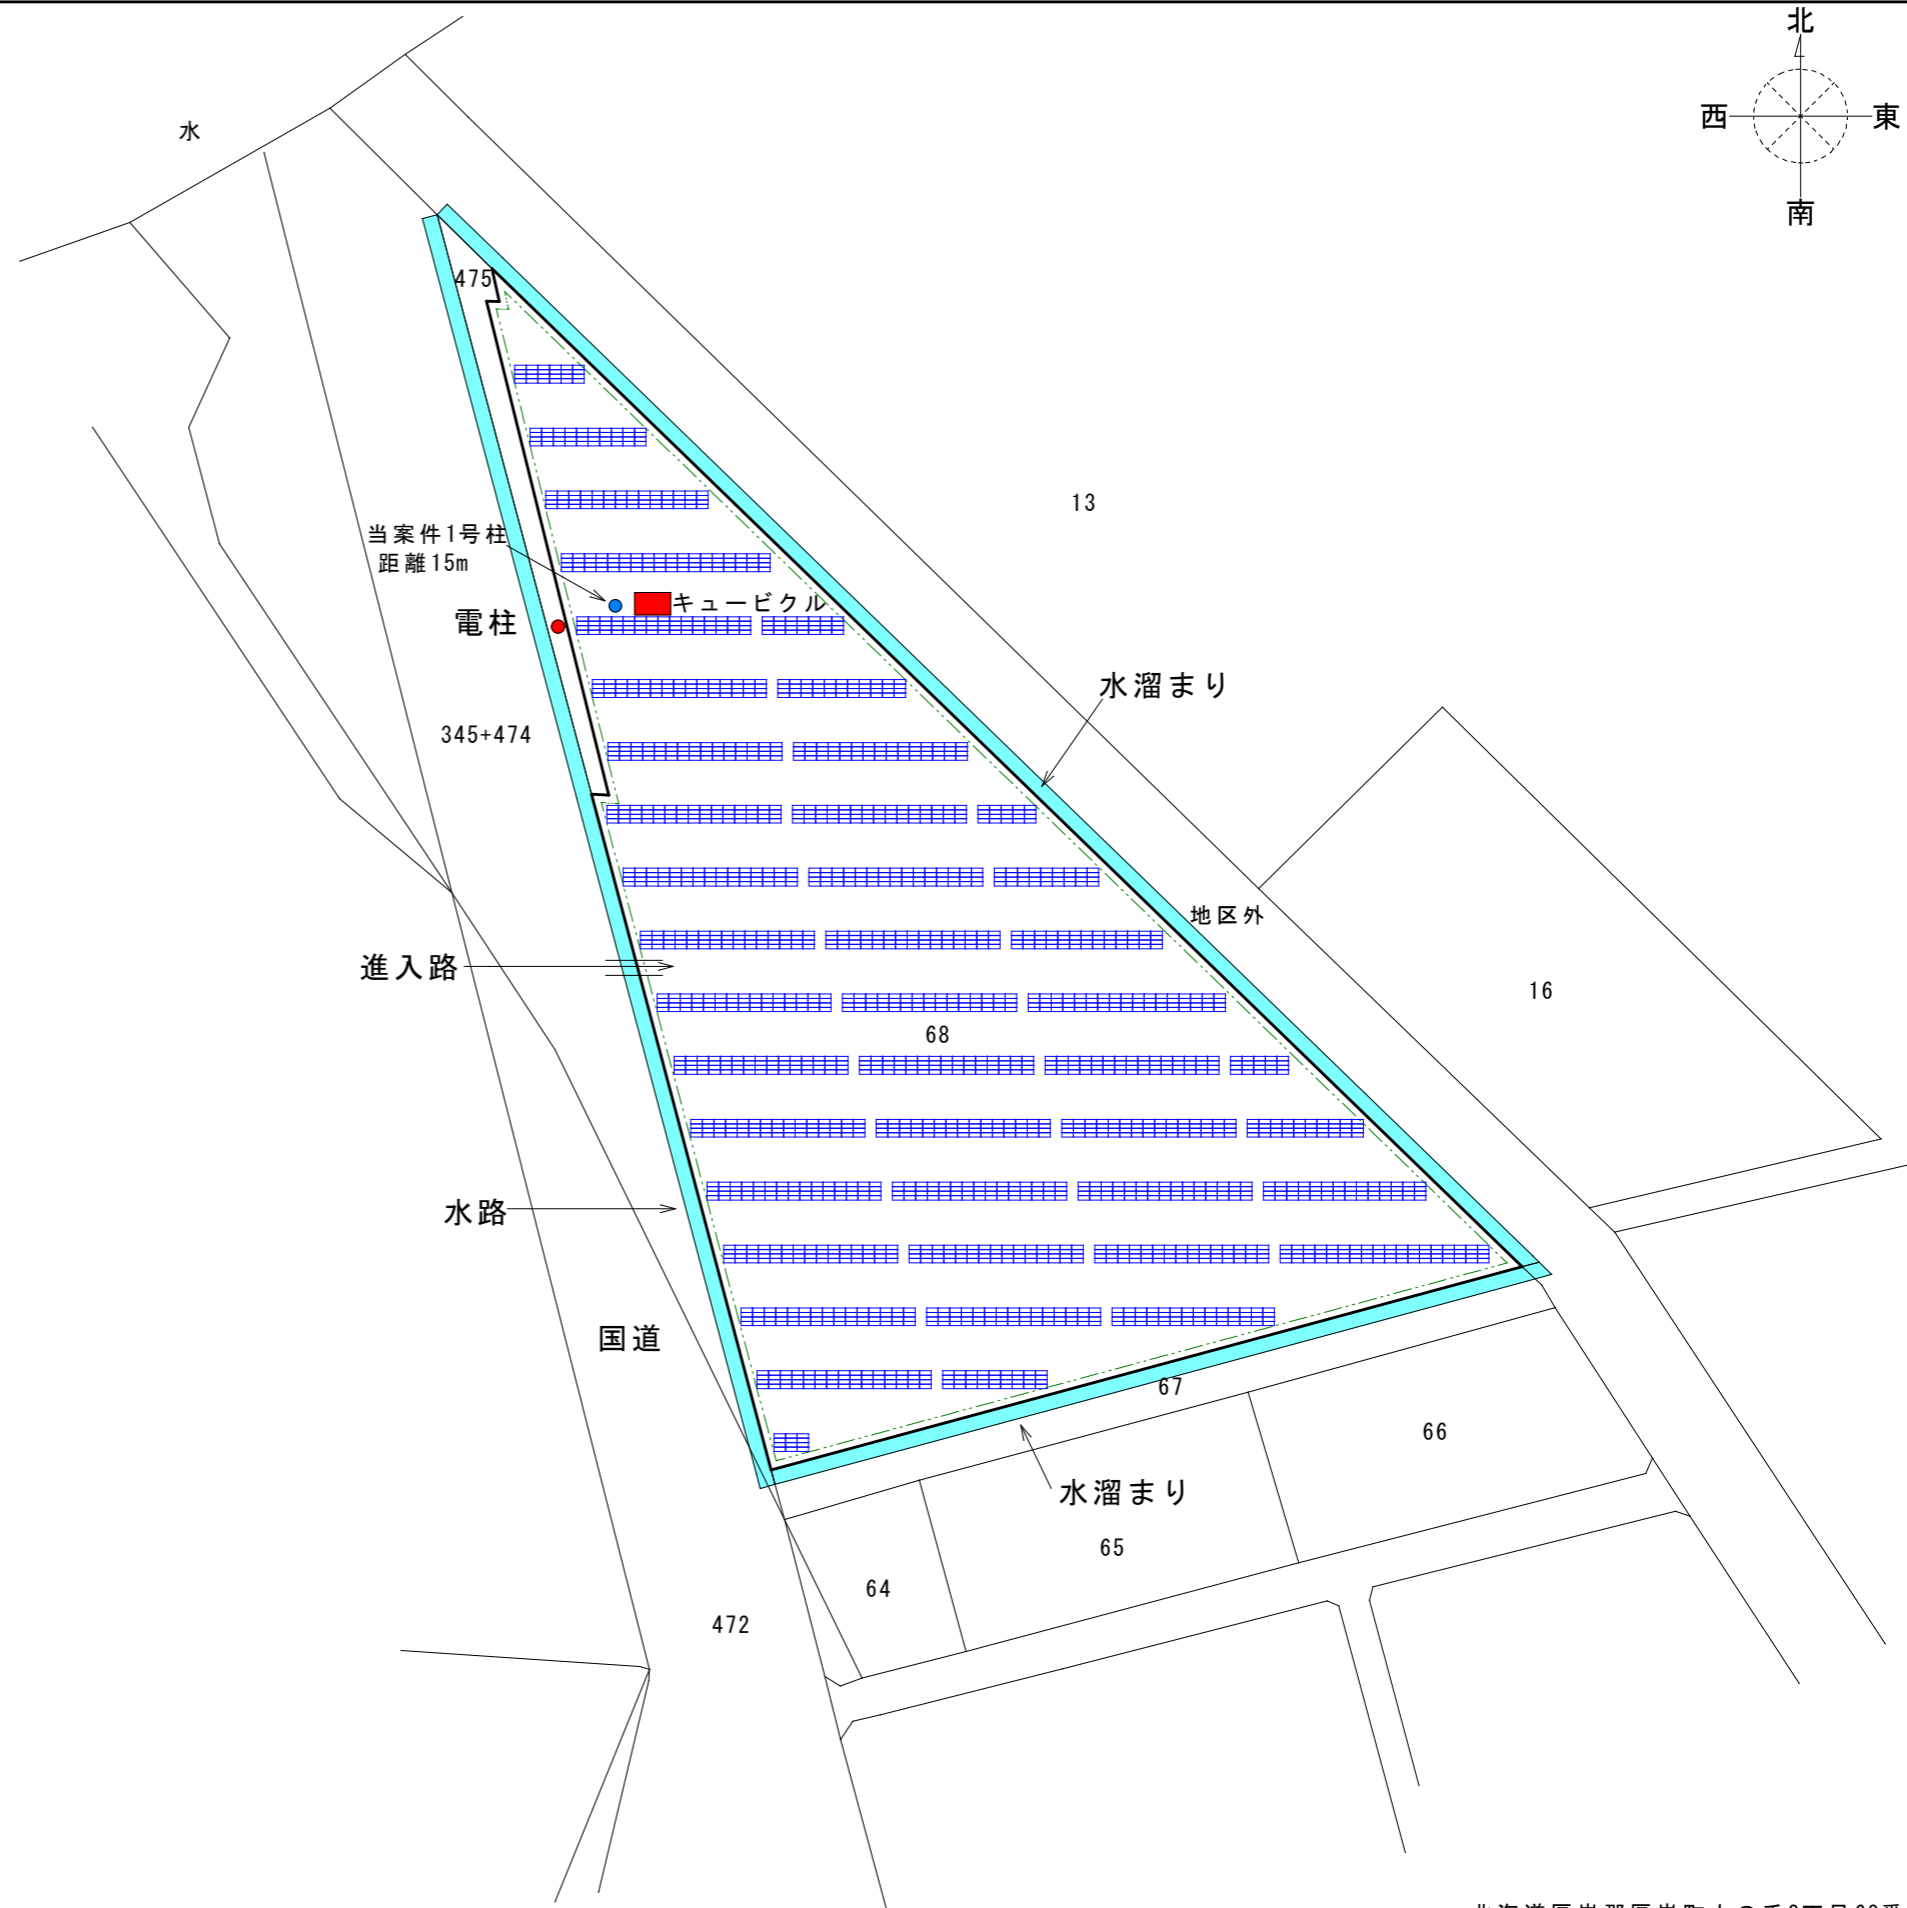 北
西
東
南
水
475
13
当案件1号柱
距離15m
キュービクル
電柱
水溜まり
345+474
地区外
進入路
16
68
水路
国道
67
66
水溜まり
65
64
472